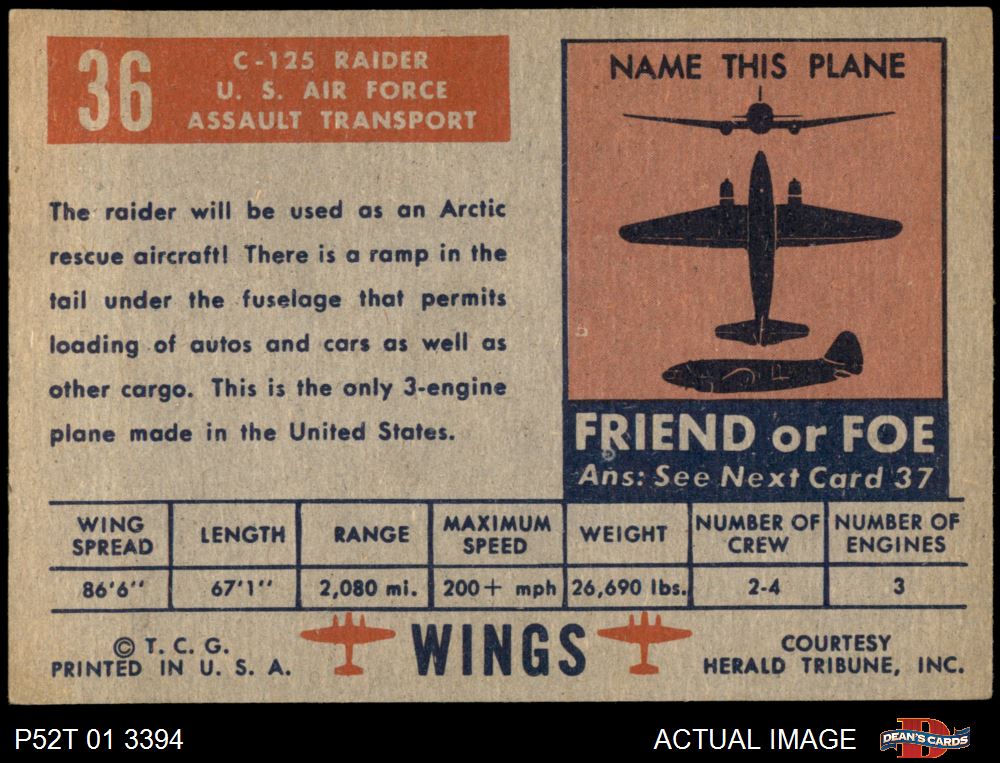 36
C-125 RAIDER
U. S. AIR FORCE
ASSAULT TRANSPORT
The raider will be used as an Arctic
rescue aircraft! There is a ramp in the
tail under the fuselage that permits
loading of autos and cars as well as
other cargo. This is the only 3-engine
plane made in the United States.
NAME THIS PLANE
FRIEND or FOE
Ans: See Next Card 37
WING SPREAD LENGTH RANGE MAXIMUM SPEED WEIGHT NUMBER OF CREW NUMBER OF ENGINES
86'6" 67'1" 2,080 mi. 200+ mph 26,690 lbs. 2-4 3
© T. C. G.
PRINTED IN U. S. A.
WINGS
COURTESY
HERALD TRIBUNE, INC.
P52T 01 3394
ACTUAL IMAGE
D
DEAN'S CARDS